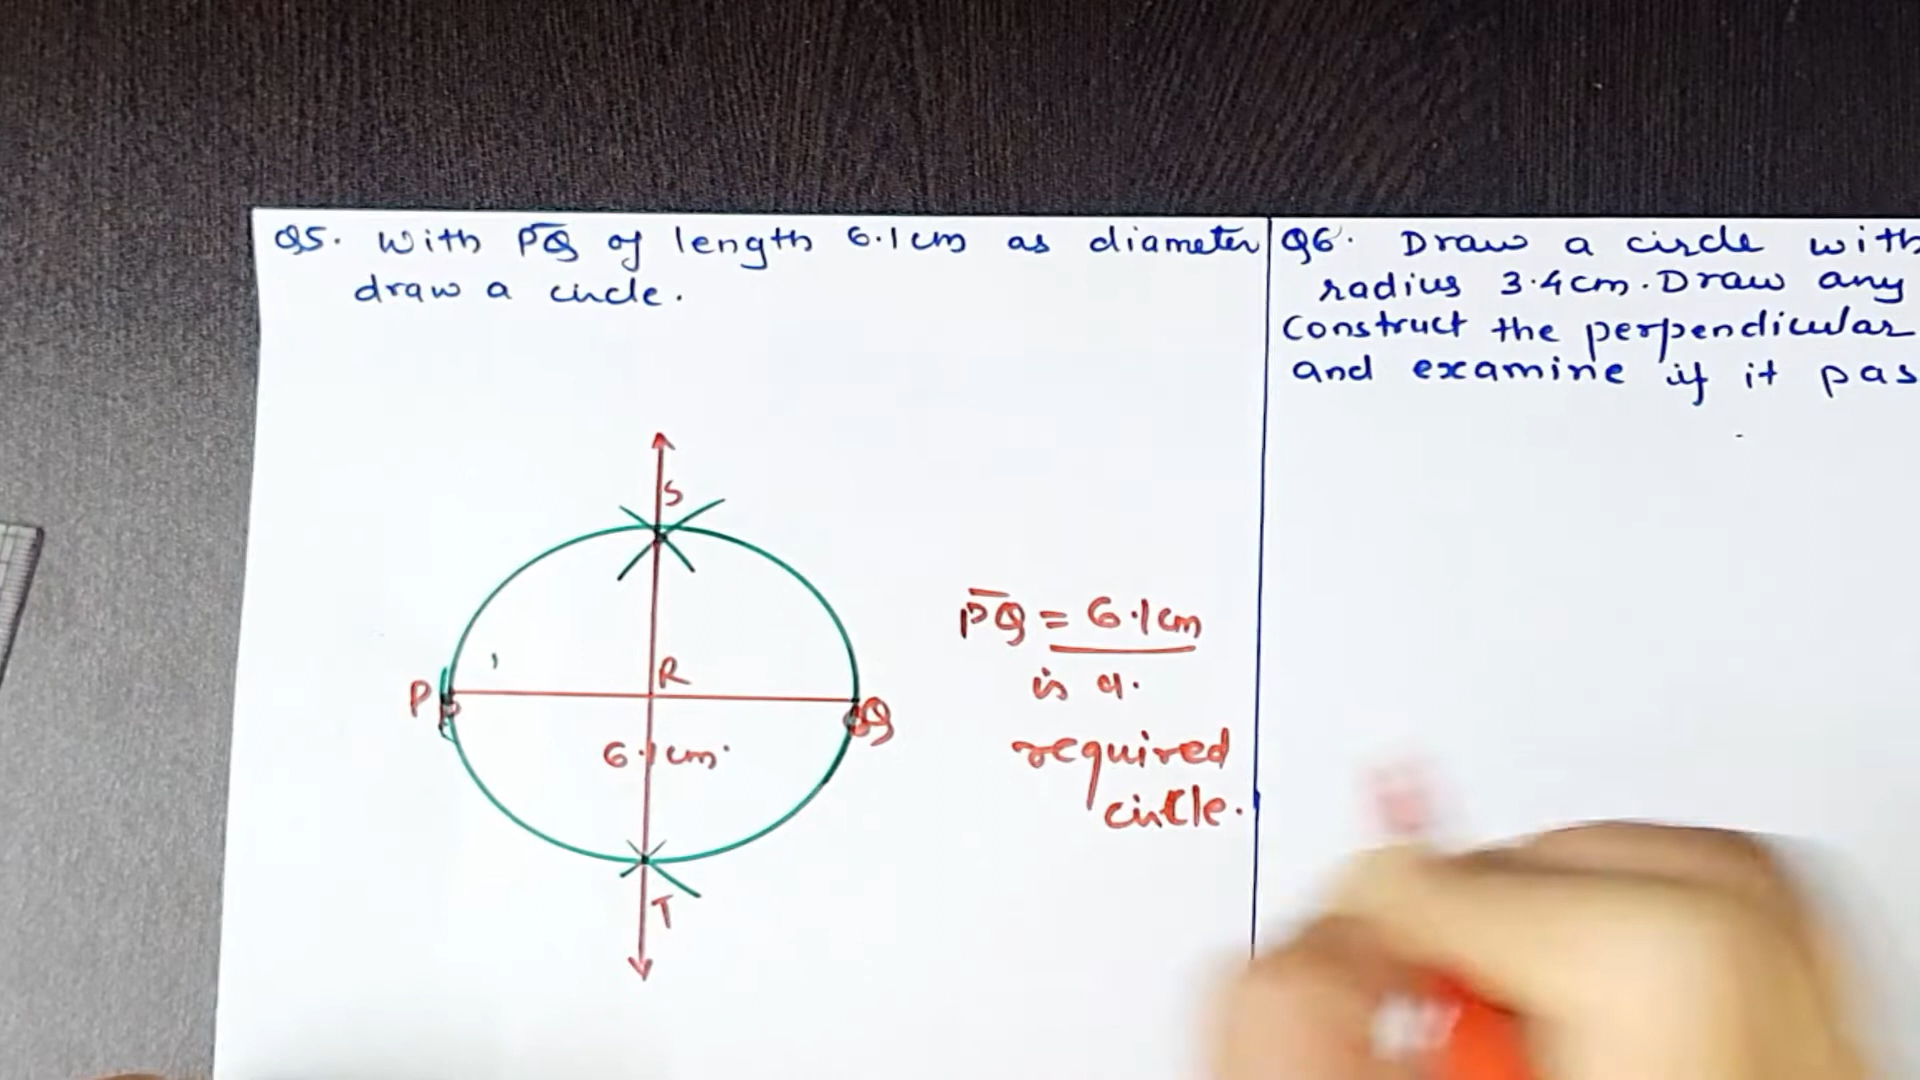 Q5. With PQ of length 6.1cm as diameter
draw a circle.
Q6. Draw a circle with
radius 3.4cm. Draw any
Construct the perpendicular
and examine if it pas
S
R
P
Q
6.1cm.
T
PQ = 6.1cm
is a.
required
circle.